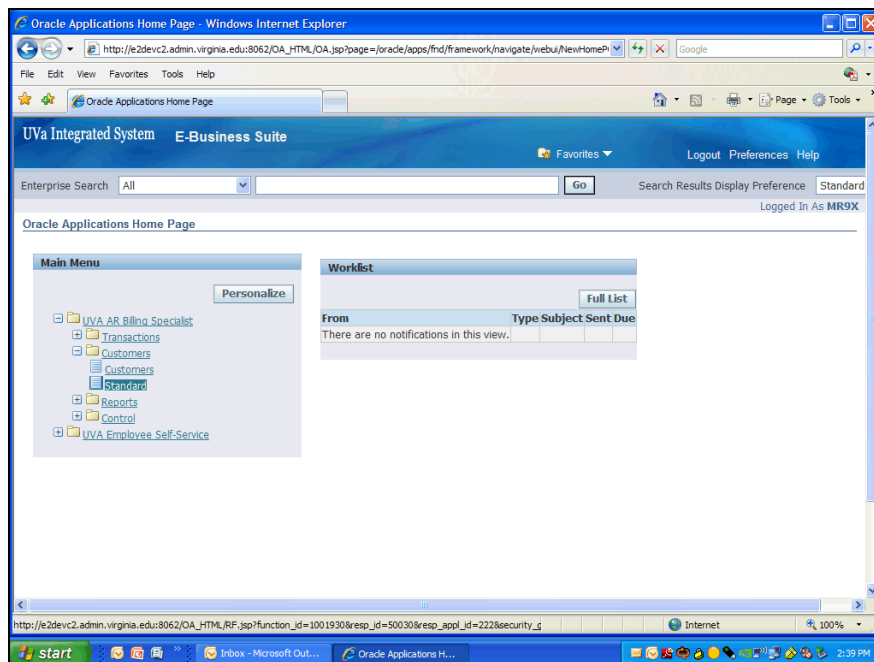 Oracle Applications Home Page - Windows Internet Explorer
http://e2devc2.admin.virginia.edu:8062/OA_HTML/OA.jsp?page=/oracle/apps/fnd/framework/navigate/webui/NewHomeP
Google
File Edit View Favorites Tools Help
Oracle Applications Home Page
Page Tools
UVa Integrated System E-Business Suite
Favorites
Logout Preferences Help
Enterprise Search All Go Search Results Display Preference Standard
Logged In As MR9X
Oracle Applications Home Page
Main Menu
Personalize
UVA AR Billing Specialist
Transactions
Customers
Customers
Standard
Reports
Control
UVA Employee Self-Service
Worklist
Full List
From Type Subject Sent Due
There are no notifications in this view.
http://e2devc2.admin.virginia.edu:8062/OA_HTML/RF.jsp?function_id=1001930&resp_id=50030&resp_appl_id=222&security_g
Internet 100%
start Inbox - Microsoft Out... Oracle Applications H... 2:39 PM